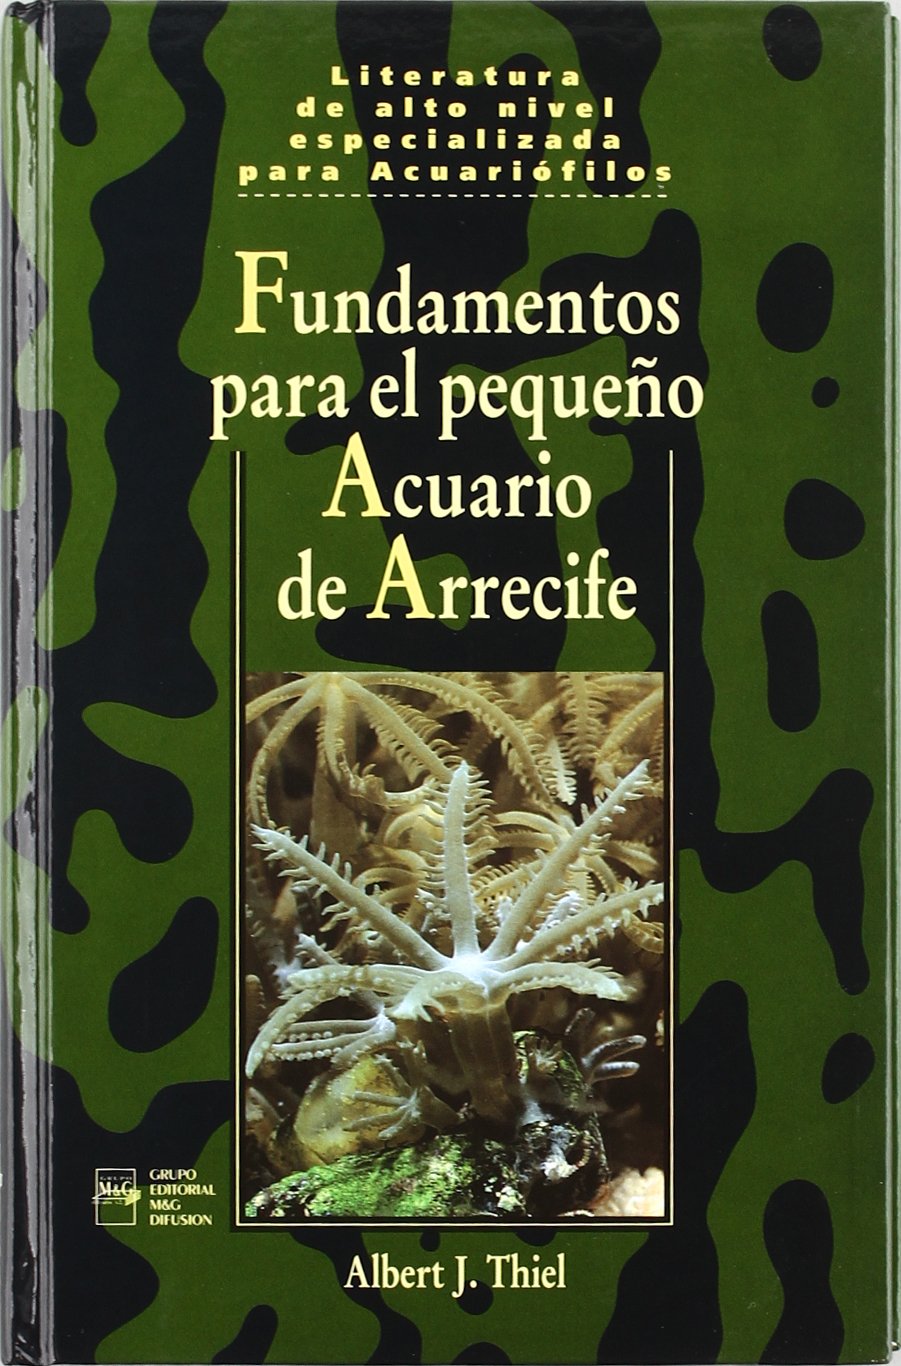 Literatura
de alto nivel
especializada
para Acuariófilos
Fundamentos
para el pequeño
Acuario
de Arrecife
GRUPO
M&G
GRUPO
EDITORIAL
M&G
DIFUSION
Albert J. Thiel